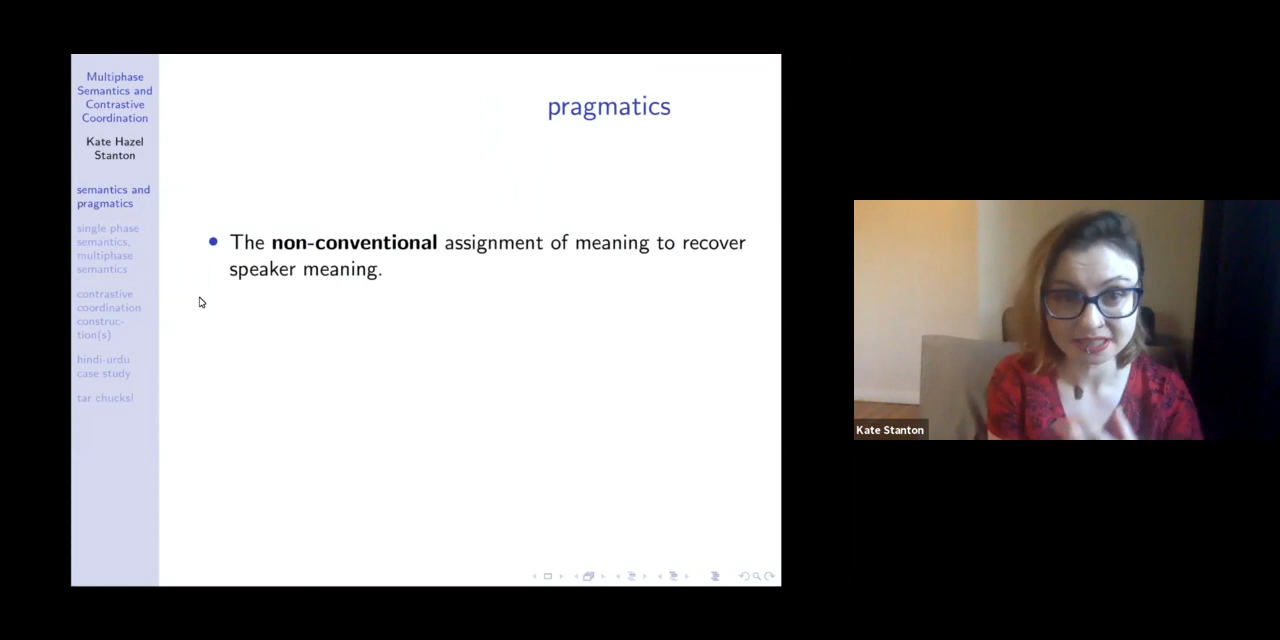 Multiphase
Semantics and
Contrastive
Coordination
Kate Hazel
Stanton
semantics and
pragmatics
single phase
semantics,
multiphase
semantics
contrastive
coordination
construc-
tion(s)
hindi-urdu
case study
tar chucks!
pragmatics
The non-conventional assignment of meaning to recover
speaker meaning.
Kate Stanton